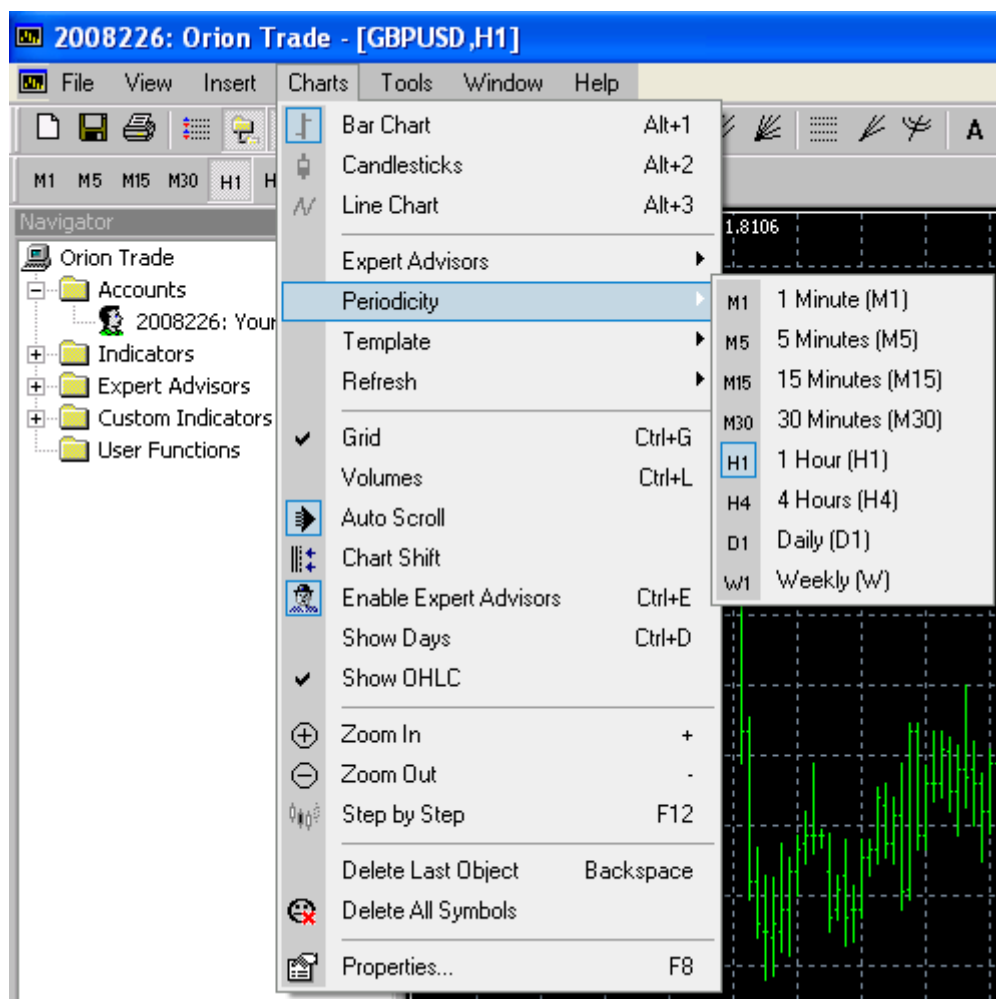 2008226: Orion Trade - [GBPUSD,H1]
File View Insert Charts Tools Window Help
A
M1 M5 M15 M30 H1 H
Navigator
Orion Trade
Accounts
2008226: Your
Indicators
Expert Advisors
Custom Indicators
User Functions
Bar Chart Alt+1
Candlesticks Alt+2
Line Chart Alt+3
Expert Advisors
Periodicity
Template
Refresh
Grid Ctrl+G
Volumes Ctrl+L
Auto Scroll
Chart Shift
Enable Expert Advisors Ctrl+E
Show Days Ctrl+D
Show OHLC
Zoom In +
Zoom Out -
Step by Step F12
Delete Last Object Backspace
Delete All Symbols
Properties... F8
1.8106
M1 1 Minute (M1)
M5 5 Minutes (M5)
M15 15 Minutes (M15)
M30 30 Minutes (M30)
H1 1 Hour (H1)
H4 4 Hours (H4)
D1 Daily (D1)
W1 Weekly (W)